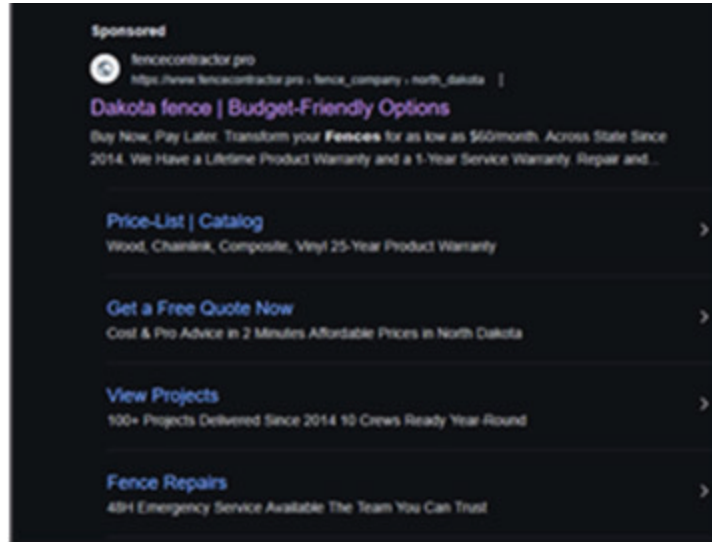 Sponsored
fencecontractor.pro
https://www.fencecontractor.pro › fence_company › north_dakota
Dakota fence | Budget-Friendly Options
Buy Now, Pay Later. Transform your Fences for as low as $60/month. Across State Since
2014. We Have a Lifetime Product Warranty and a 1-Year Service Warranty. Repair and...
Price-List | Catalog
Wood, Chainlink, Composite, Vinyl 25-Year Product Warranty
Get a Free Quote Now
Cost & Pro Advice in 2 Minutes Affordable Prices in North Dakota
View Projects
100+ Projects Delivered Since 2014 10 Crews Ready Year-Round
Fence Repairs
48H Emergency Service Available The Team You Can Trust